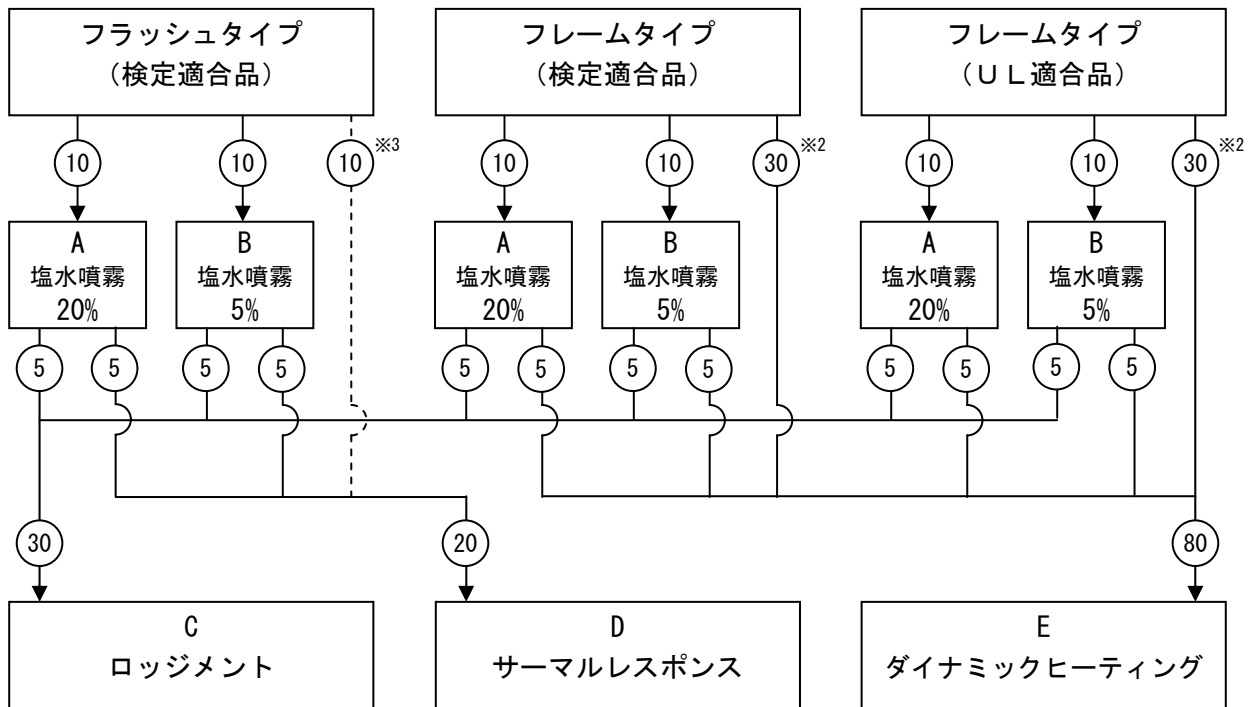 フラッシュタイプ
（検定適合品）
フレームタイプ
（検定適合品）
フレームタイプ
（ＵＬ適合品）
10
10
10
※3
10
10
30
※2
10
10
30
※2
A
塩水噴霧
20%
B
塩水噴霧
5%
A
塩水噴霧
20%
B
塩水噴霧
5%
A
塩水噴霧
20%
B
塩水噴霧
5%
5
5
5
5
5
5
5
5
5
5
5
5
30
20
80
C
ロッジメント
D
サーマルレスポンス
E
ダイナミックヒーティング